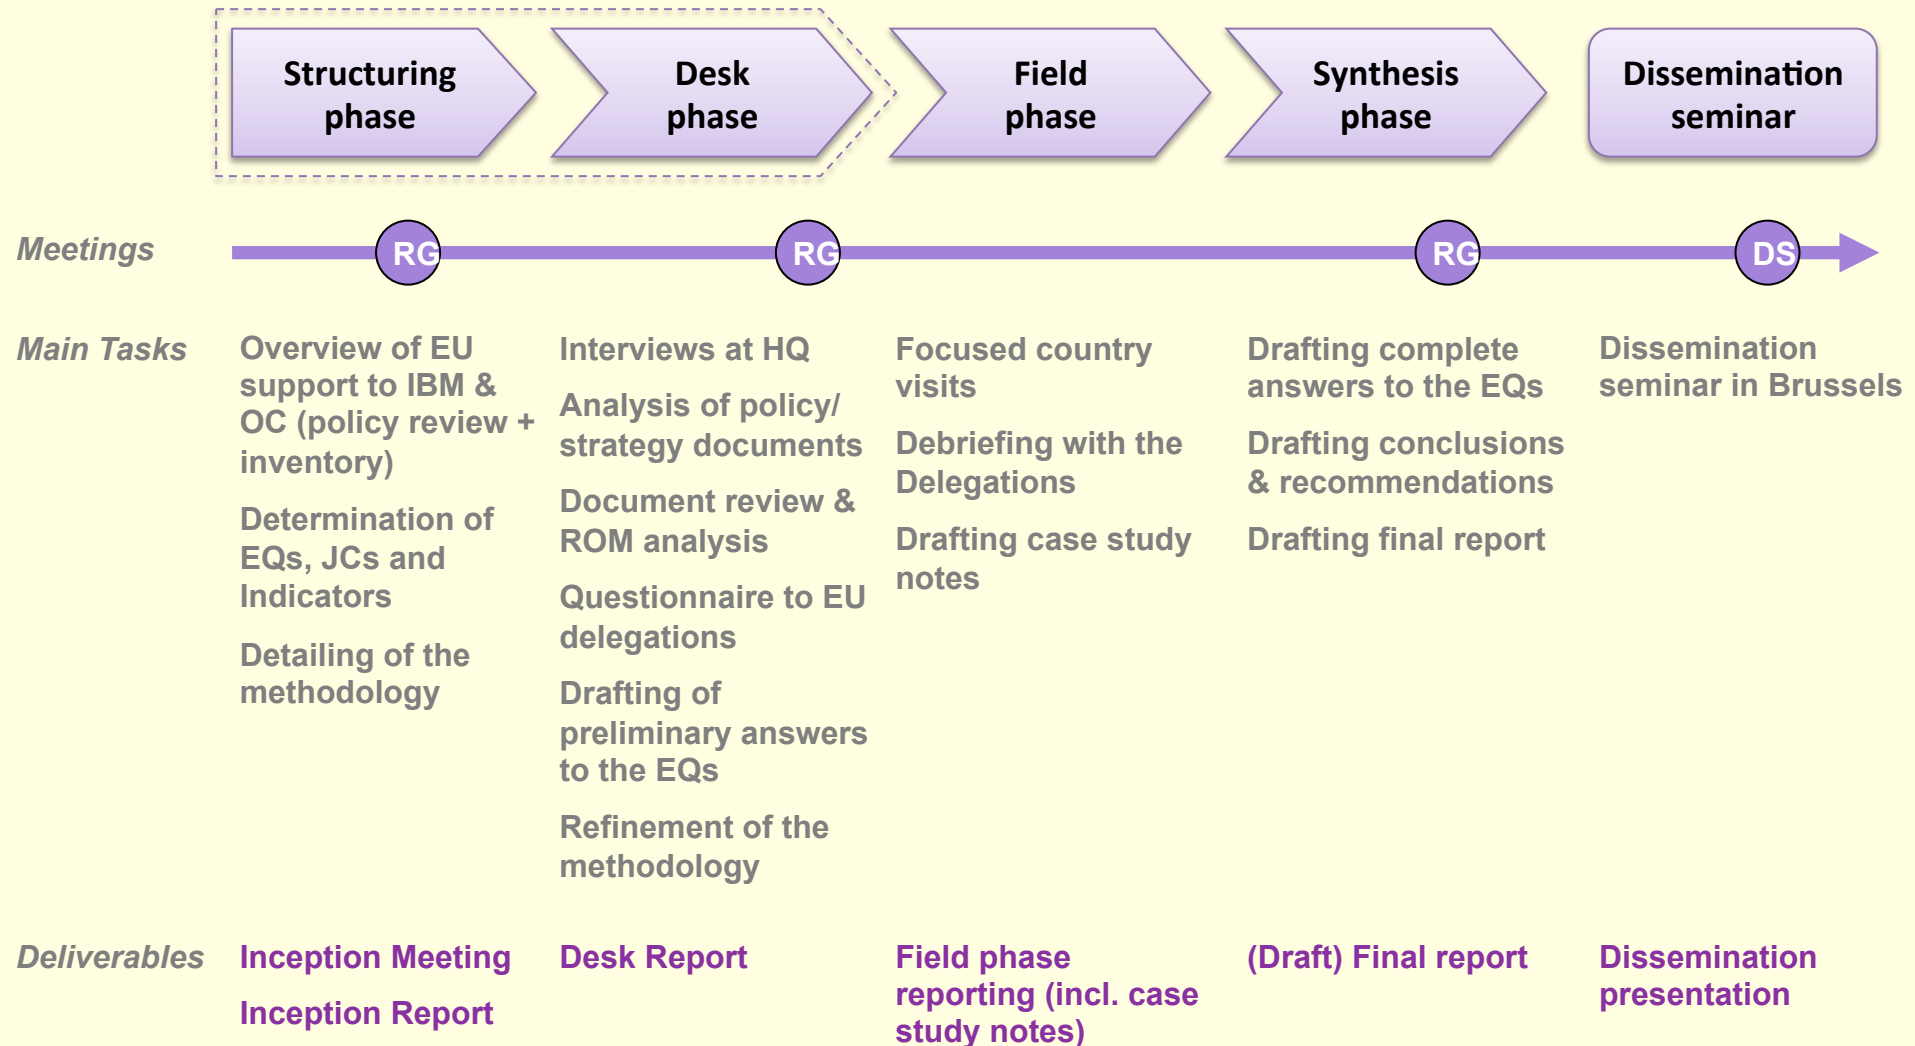 Structuring
phase
Desk
phase
Field
phase
Synthesis
phase
Dissemination
seminar
Meetings
RG
RG
RG
DS
Main Tasks
Overview of EU
support to IBM &
OC (policy review +
inventory)
Determination of
EQs, JCs and
Indicators
Detailing of the
methodology
Interviews at HQ
Analysis of policy/
strategy documents
Document review &
ROM analysis
Questionnaire to EU
delegations
Drafting of
preliminary answers
to the EQs
Refinement of the
methodology
Focused country
visits
Debriefing with the
Delegations
Drafting case study
notes
Drafting complete
answers to the EQs
Drafting conclusions
& recommendations
Drafting final report
Dissemination
seminar in Brussels
Deliverables
Inception Meeting
Inception Report
Desk Report
Field phase
reporting (incl. case
study notes)
(Draft) Final report
Dissemination
presentation